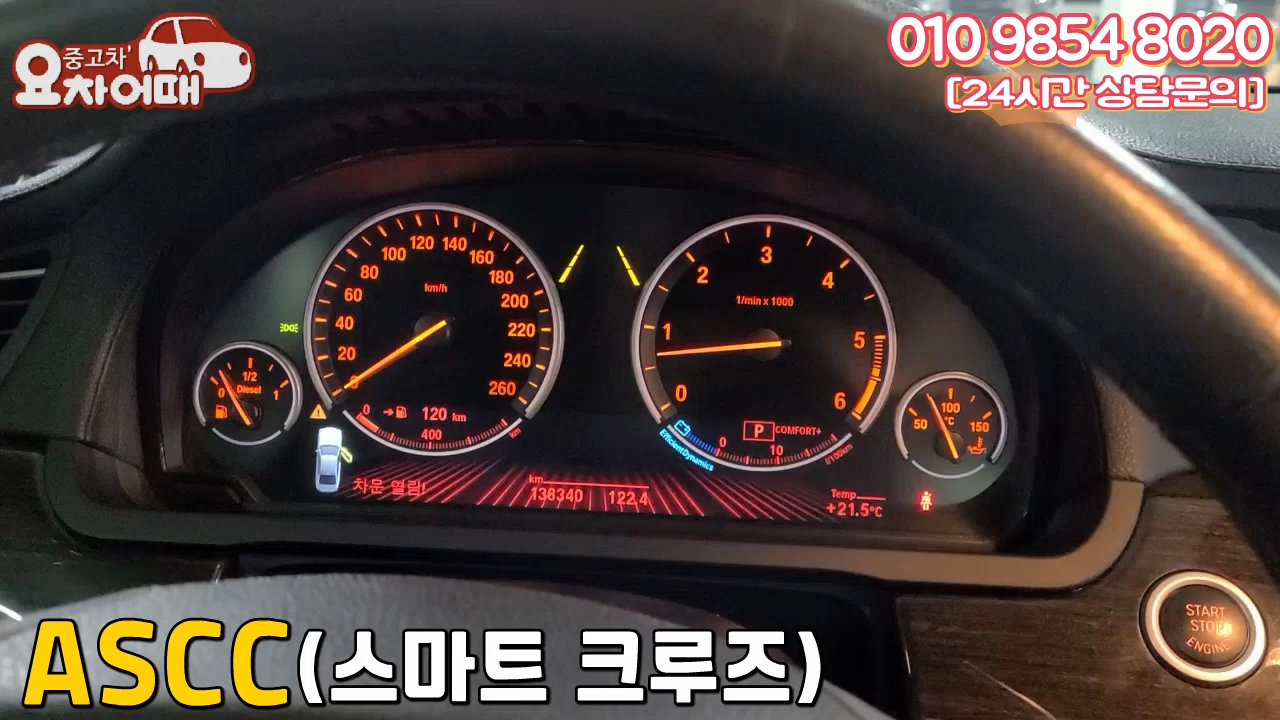 중고차'
요차어때
010 9854 8020
[24시간 상담문의]
0 20 40 60 80 100 120 140 160 180 200 220 240 260
km/h
0 1/2 1
Diesel
0 120 km
400
km
0 1 2 3 4 5 6
1/min x 1000
P COMFORT+
0 10
l/100km
EfficientDynamics
50 100 150
°C
차문 열림!
km
138340 122.4
Temp
+21.5°C
START
STOP
ENGINE
ASCC(스마트 크루즈)